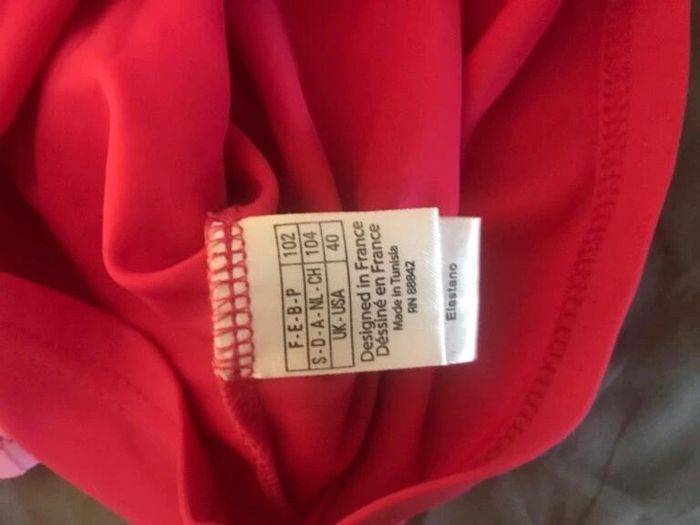 F - E - B - P 102
S - D - A - NL - CH 104
UK - USA 40
Designed in France
Déssiné en France
Made in Tunisia
RN 88842
Elastano